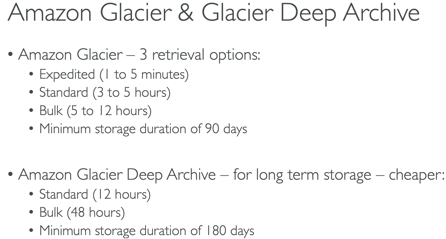 Amazon Glacier & Glacier Deep Archive
• Amazon Glacier – 3 retrieval options:
• Expedited (1 to 5 minutes)
• Standard (3 to 5 hours)
• Bulk (5 to 12 hours)
• Minimum storage duration of 90 days
• Amazon Glacier Deep Archive – for long term storage – cheaper:
• Standard (12 hours)
• Bulk (48 hours)
• Minimum storage duration of 180 days